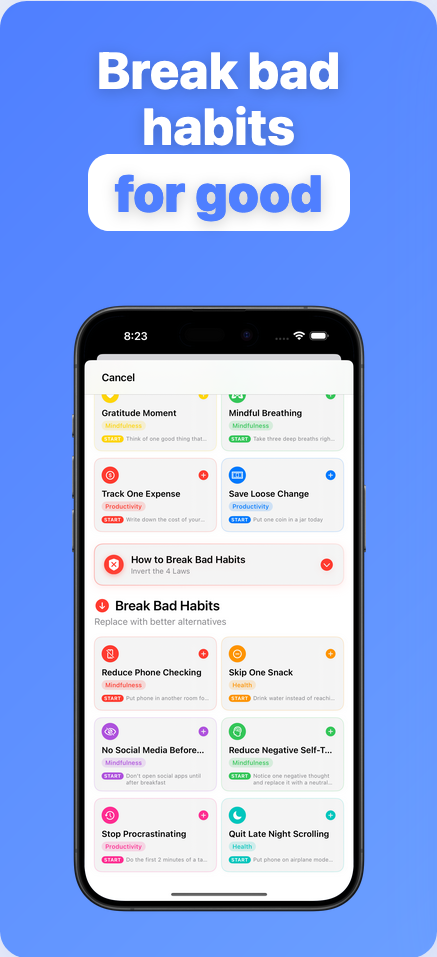 Break bad
habits
for good
8:23
Cancel
Gratitude Moment
Mindful Breathing
Mindfulness
Mindfulness
START Think of one good thing that...
START Take three deep breaths righ...
Track One Expense
Save Loose Change
Productivity
Productivity
START Write down the cost of your...
START Put one coin in a jar today
How to Break Bad Habits
Invert the 4 Laws
Break Bad Habits
Replace with better alternatives
Reduce Phone Checking
Skip One Snack
Mindfulness
Health
START Put phone in another room fo...
START Drink water instead of reachi...
No Social Media Before...
Reduce Negative Self-T...
Mindfulness
Mindfulness
START Don't open social apps until
after breakfast
START Notice one negative thought
and replace it with a neutral...
Stop Procrastinating
Quit Late Night Scrolling
Productivity
Health
START Do the first 2 minutes of a ta...
START Put phone on airplane mode...